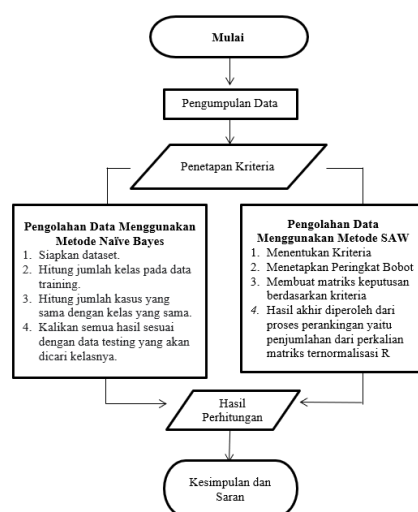 Mulai
Pengumpulan Data
Penetapan Kriteria
Pengolahan Data Menggunakan
Metode Naïve Bayes
1. Siapkan dataset.
2. Hitung jumlah kelas pada data
training.
3. Hitung jumlah kasus yang
sama dengan kelas yang sama.
4. Kalikan semua hasil sesuai
dengan data testing yang akan
dicari kelasnya.
Pengolahan Data
Menggunakan Metode SAW
1. Menentukan Kriteria
2. Menetapkan Peringkat Bobot
3. Membuat matriks keputusan
berdasarkan kriteria
4. Hasil akhir diperoleh dari
proses perankingan yaitu
penjumlahan dari perkalian
matriks ternormalisasi R
Hasil
Perhitungan
Kesimpulan dan
Saran